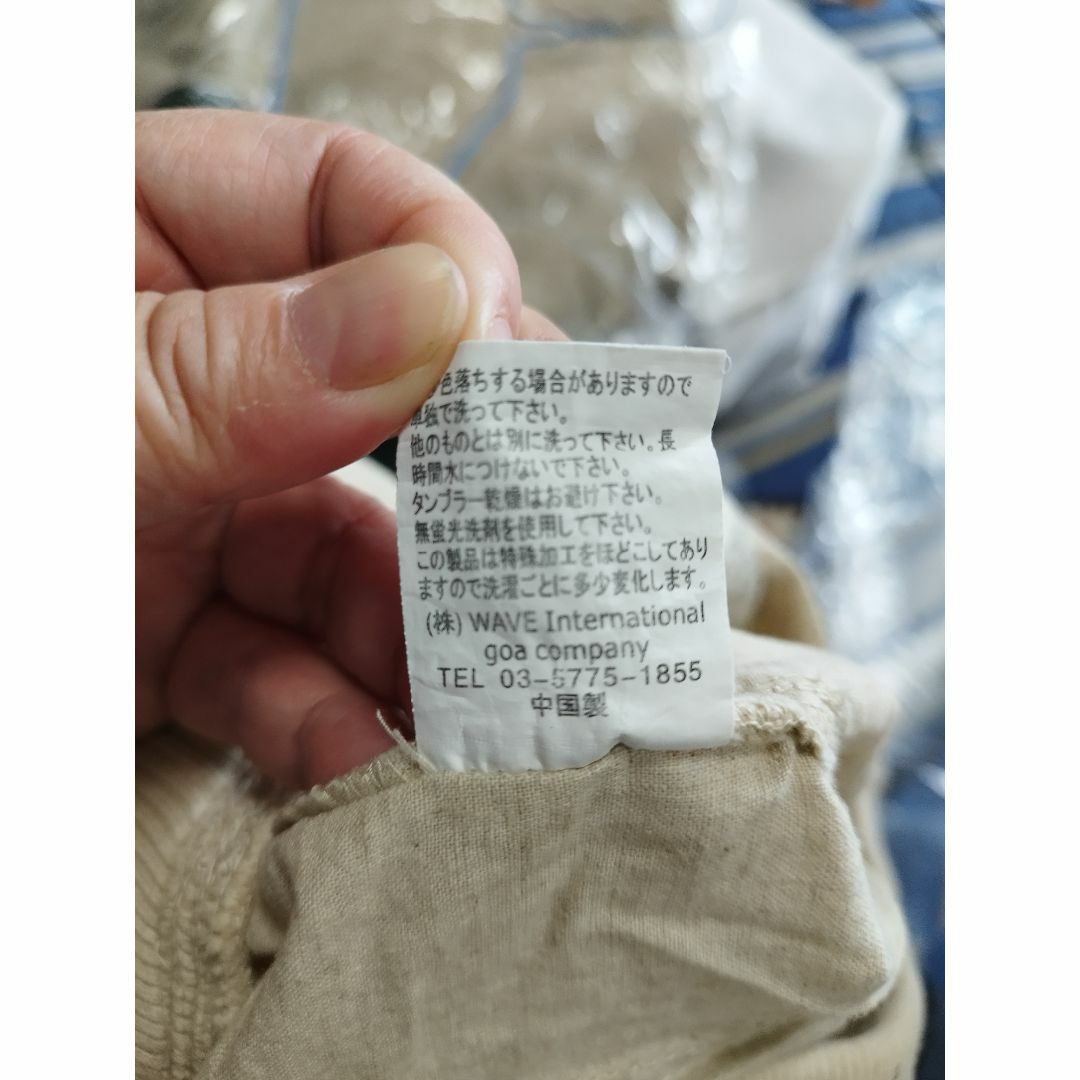 色落ちする場合がありますので
単独で洗って下さい。
他のものとは別に洗って下さい。長
時間水につけないで下さい。
タンブラー乾燥はお避け下さい。
無蛍光洗剤を使用して下さい。
この製品は特殊加工をほどこしてあり
ますので洗濯ごとに多少変化します。
(株) WAVE International
goa company
TEL 03-5775-1855
中国製